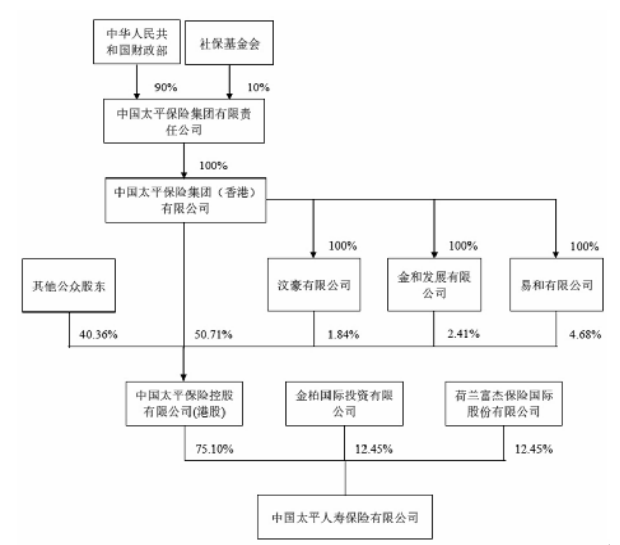 中华人民共
和国财政部
社保基金会
90%
10%
中国太平保险集团有限责
任公司
100%
中国太平保险集团（香港）
有限公司
100%
100%
100%
其他公众股东
汶豪有限公司
金和发展有限
公司
易和有限公司
40.36%
50.71%
1.84%
2.41%
4.68%
中国太平保险控股
有限公司(港股)
金柏国际投资有限
公司
荷兰富杰保险国际
股份有限公司
75.10%
12.45%
12.45%
中国太平人寿保险有限公司